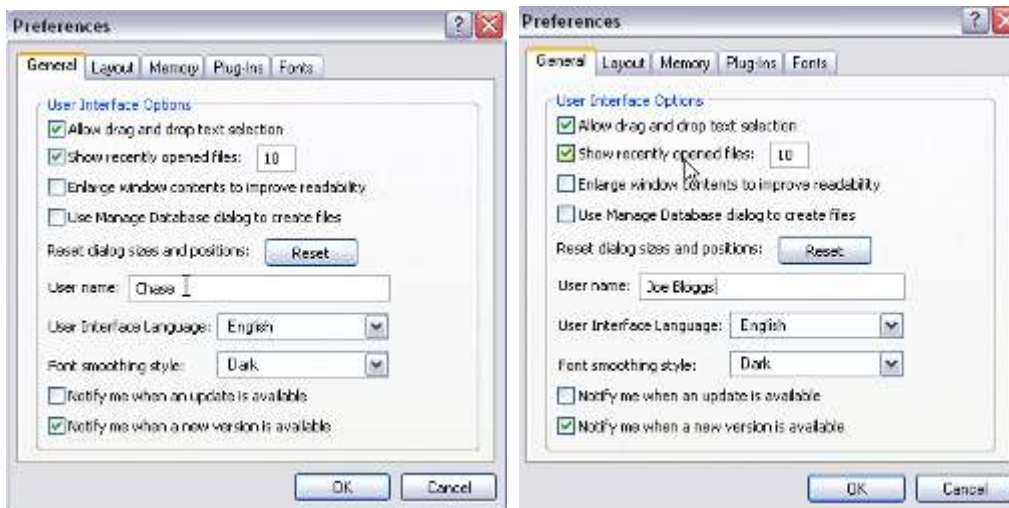 Preferences
General Layout Memory Plug-Ins Fonts
User Interface Options
Allow drag and drop text selection
Show recently opened files: 10
Enlarge window contents to improve readability
Use Manage Database dialog to create files
Reset dialog sizes and positions: Reset
User name: Chase
User Interface Language: English
Font smoothing style: Dark
Notify me when an update is available
Notify me when a new version is available
OK Cancel
Preferences
General Layout Memory Plug-Ins Fonts
User Interface Options
Allow drag and drop text selection
Show recently opened files: 10
Enlarge window contents to improve readability
Use Manage Database dialog to create files
Reset dialog sizes and positions: Reset
User name: Joe Bloggs
User Interface Language: English
Font smoothing style: Dark
Notify me when an update is available
Notify me when a new version is available
OK Cancel